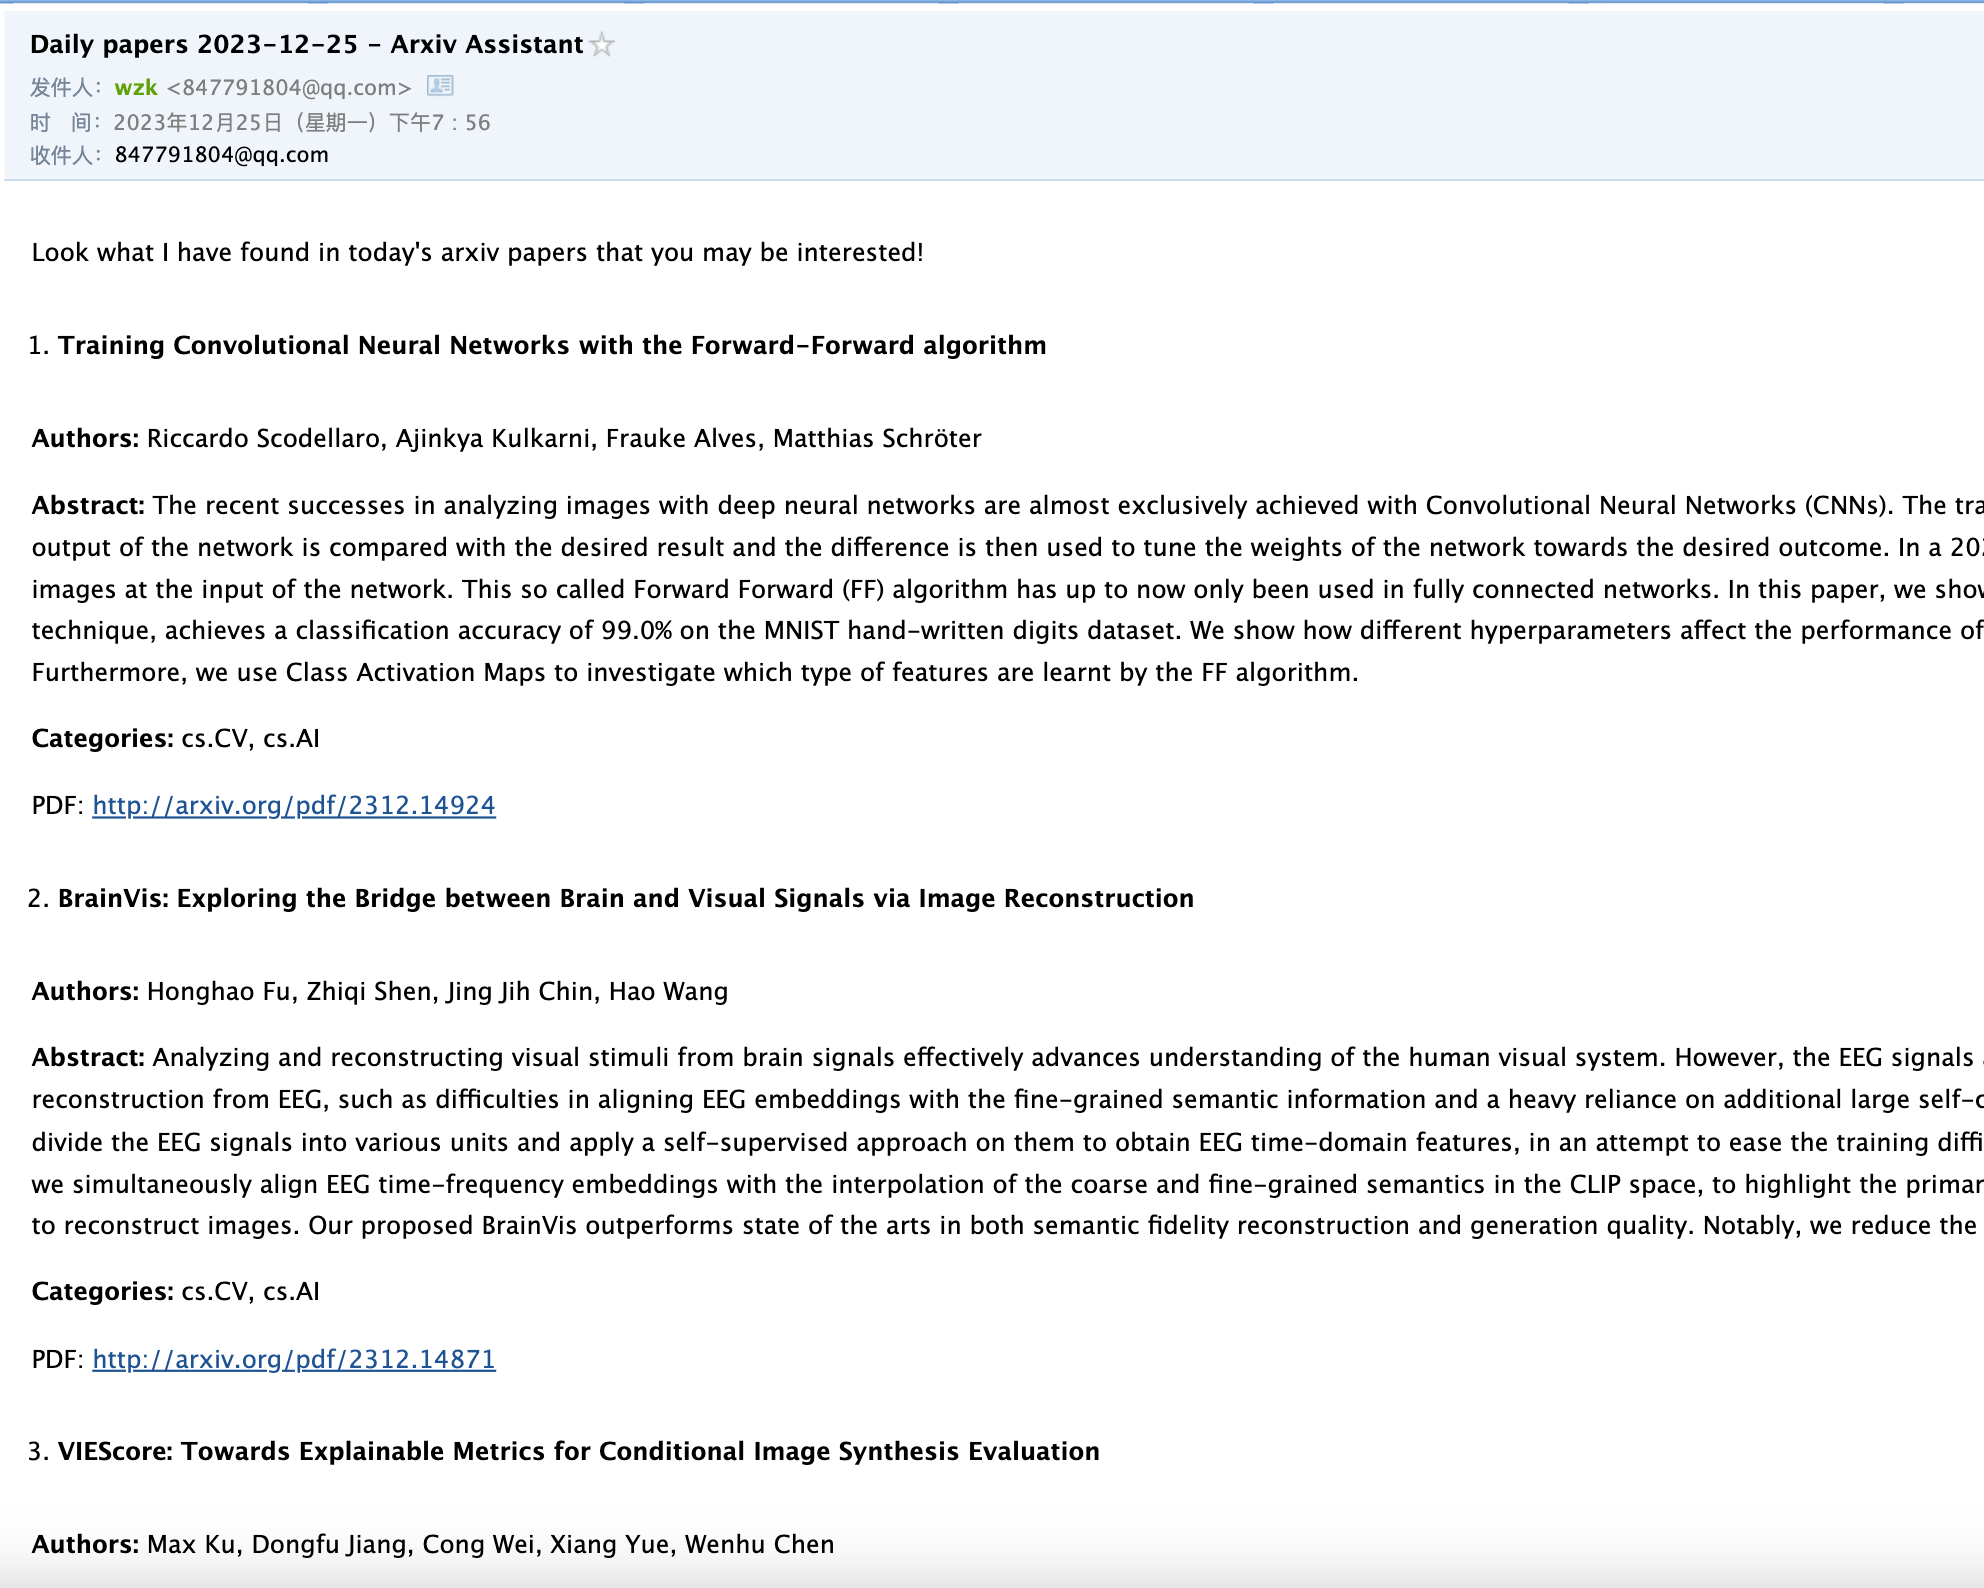 Daily papers 2023-12-25 - Arxiv Assistant
发件人: wzk <847791804@qq.com>
时 间: 2023年12月25日（星期一）下午7 : 56
收件人: 847791804@qq.com
Look what I have found in today's arxiv papers that you may be interested!
1. Training Convolutional Neural Networks with the Forward-Forward algorithm
Authors: Riccardo Scodellaro, Ajinkya Kulkarni, Frauke Alves, Matthias Schröter
Abstract: The recent successes in analyzing images with deep neural networks are almost exclusively achieved with Convolutional Neural Networks (CNNs). The
output of the network is compared with the desired result and the difference is then used to tune the weights of the network towards the desired outcome. In a
images at the input of the network. This so called Forward Forward (FF) algorithm has up to now only been used in fully connected networks. In this paper, we
technique, achieves a classification accuracy of 99.0% on the MNIST hand-written digits dataset. We show how different hyperparameters affect the performance of
Furthermore, we use Class Activation Maps to investigate which type of features are learnt by the FF algorithm.
Categories: cs.CV, cs.AI
PDF: http://arxiv.org/pdf/2312.14924
2. BrainVis: Exploring the Bridge between Brain and Visual Signals via Image Reconstruction
Authors: Honghao Fu, Zhiqi Shen, Jing Jih Chin, Hao Wang
Abstract: Analyzing and reconstructing visual stimuli from brain signals effectively advances understanding of the human visual system. However, the EEG signals
reconstruction from EEG, such as difficulties in aligning EEG embeddings with the fine-grained semantic information and a heavy reliance on additional large
divide the EEG signals into various units and apply a self-supervised approach on them to obtain EEG time-domain features, in an attempt to ease the training
we simultaneously align EEG time-frequency embeddings with the interpolation of the coarse and fine-grained semantics in the CLIP space, to highlight the
to reconstruct images. Our proposed BrainVis outperforms state of the arts in both semantic fidelity reconstruction and generation quality. Notably, we reduce the
Categories: cs.CV, cs.AI
PDF: http://arxiv.org/pdf/2312.14871
3. VIEScore: Towards Explainable Metrics for Conditional Image Synthesis Evaluation
Authors: Max Ku, Dongfu Jiang, Cong Wei, Xiang Yue, Wenhu Chen